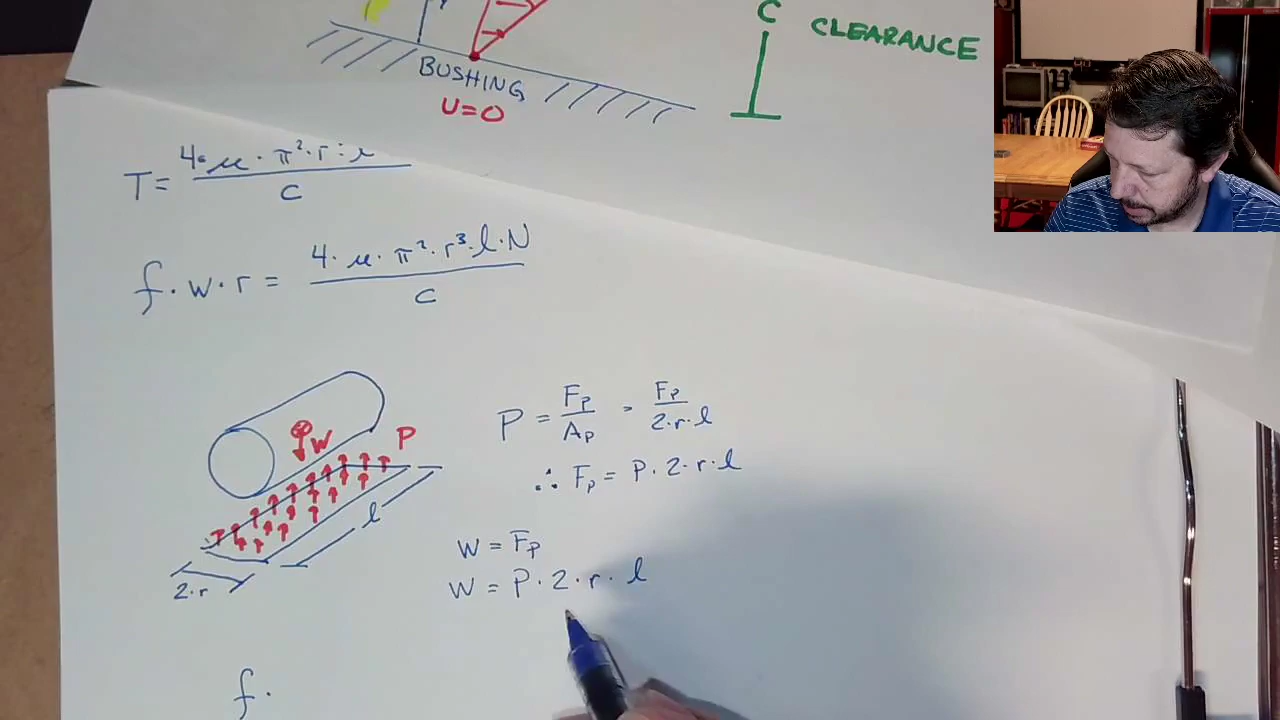 C
CLEARANCE
BUSHING
U=0
T = 4·μ·π²·r·l / C
f·W·r = 4·μ·π²·r³·l·N / C
W
P
l
2·r
P = Fp / Ap = Fp / 2·r·l
∴ Fp = P·2·r·l
W = Fp
W = P·2·r·l
f·